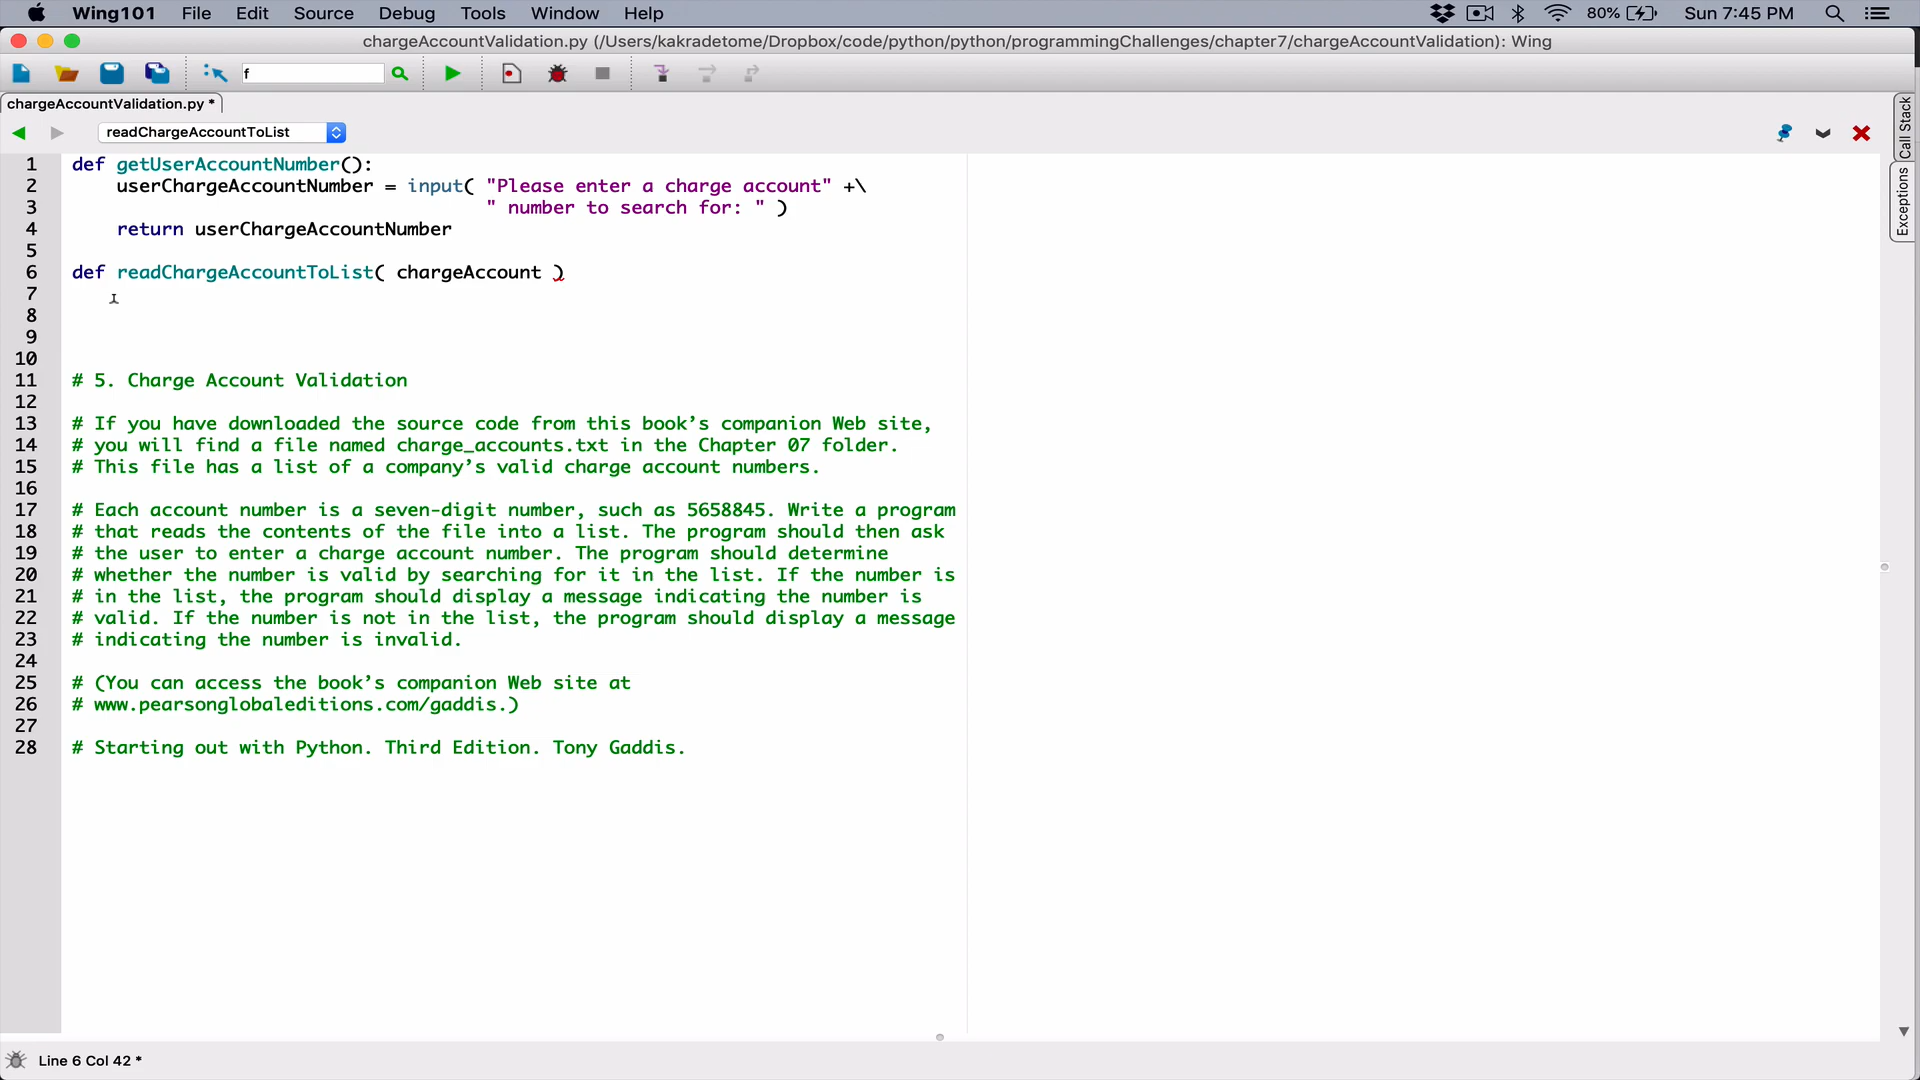 Wing101 File Edit Source Debug Tools Window Help 80% Sun 7:45 PM
chargeAccountValidation.py (/Users/kakradetome/Dropbox/code/python/python/programmingChallenges/chapter7/chargeAccountValidation): Wing
f
chargeAccountValidation.py *
readChargeAccountToList
Call Stack
Exceptions
1 def getUserAccountNumber():
2 userChargeAccountNumber = input( "Please enter a charge account" +\
3 " number to search for: " )
4 return userChargeAccountNumber
5
6 def readChargeAccountToList( chargeAccount )
7
8
9
10
11 # 5. Charge Account Validation
12
13 # If you have downloaded the source code from this book’s companion Web site,
14 # you will find a file named charge_accounts.txt in the Chapter 07 folder.
15 # This file has a list of a company’s valid charge account numbers.
16
17 # Each account number is a seven-digit number, such as 5658845. Write a program
18 # that reads the contents of the file into a list. The program should then ask
19 # the user to enter a charge account number. The program should determine
20 # whether the number is valid by searching for it in the list. If the number is
21 # in the list, the program should display a message indicating the number is
22 # valid. If the number is not in the list, the program should display a message
23 # indicating the number is invalid.
24
25 # (You can access the book’s companion Web site at
26 # www.pearsonglobaleditions.com/gaddis.)
27
28 # Starting out with Python. Third Edition. Tony Gaddis.
Line 6 Col 42 *